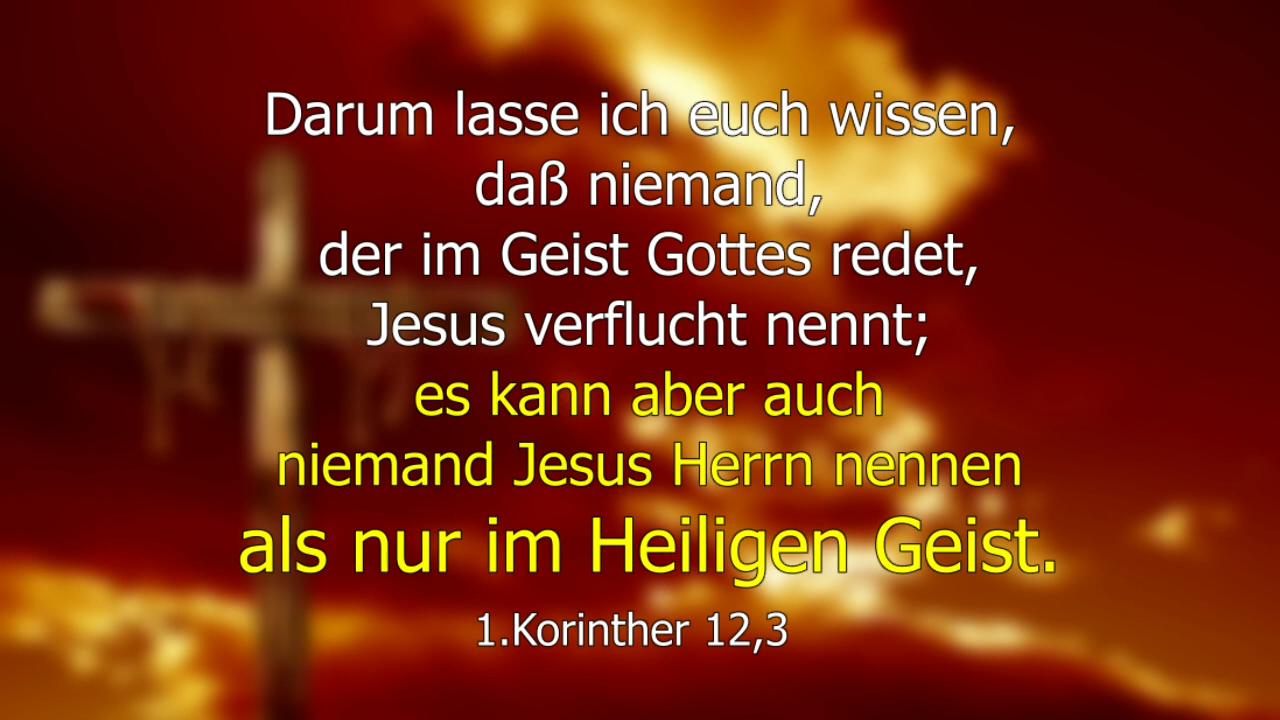 Darum lasse ich euch wissen,
daß niemand,
der im Geist Gottes redet,
Jesus verflucht nennt;
es kann aber auch
niemand Jesus Herrn nennen
als nur im Heiligen Geist.
1.Korinther 12,3